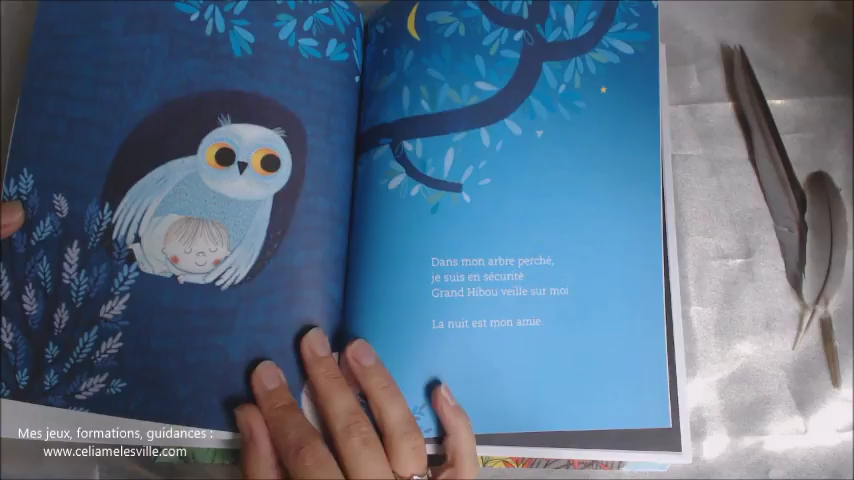 Dans mon arbre perché,
je suis en sécurité
Grand Hibou veille sur moi
La nuit est mon amie
Mes jeux, formations, guidances :
www.celiamelesville.com